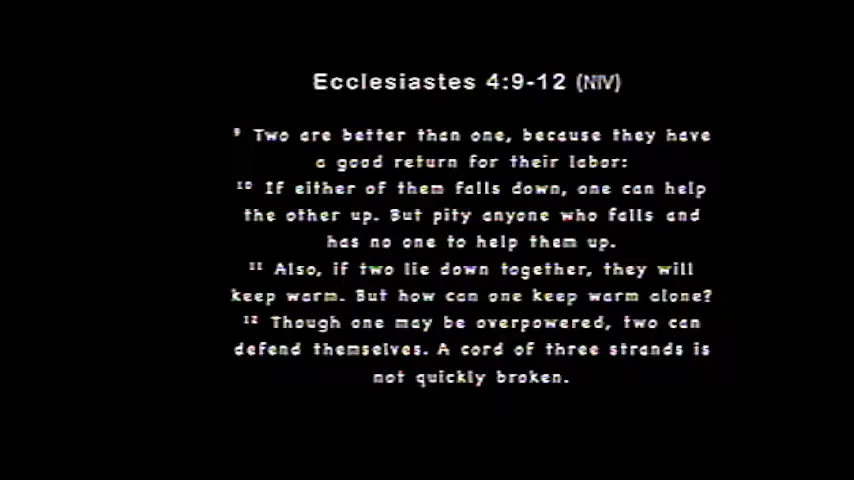 Ecclesiastes 4:9-12 (NIV)
⁹ Two are better than one, because they have
a good return for their labor:
¹⁰ If either of them falls down, one can help
the other up. But pity anyone who falls and
has no one to help them up.
¹¹ Also, if two lie down together, they will
keep warm. But how can one keep warm alone?
¹² Though one may be overpowered, two can
defend themselves. A cord of three strands is
not quickly broken.